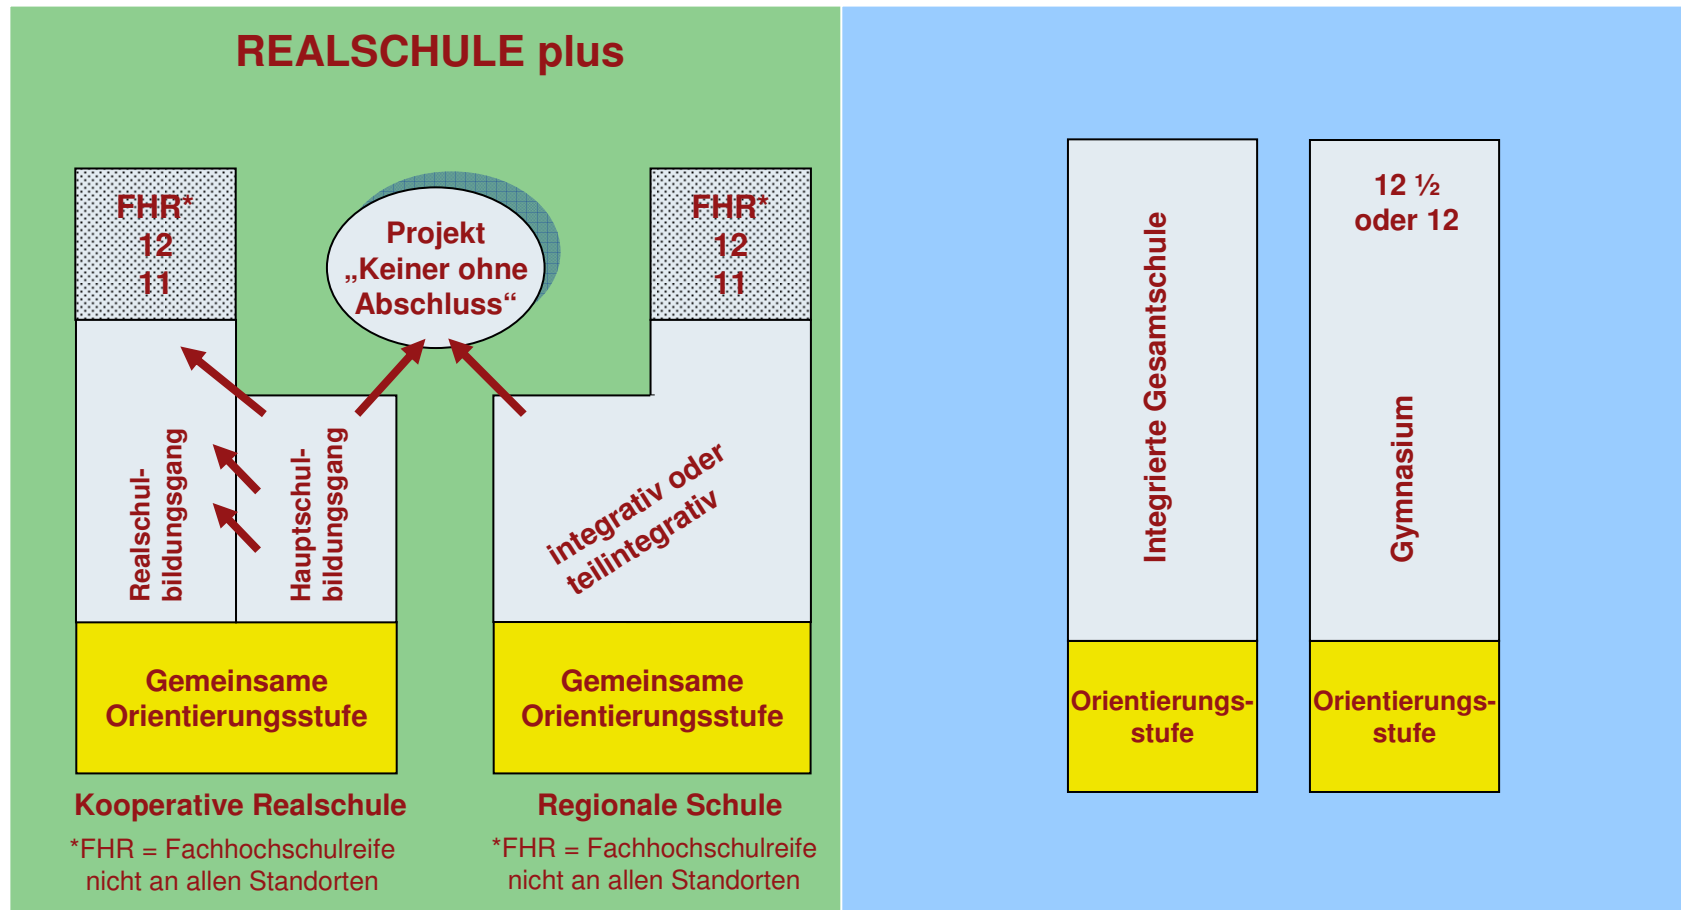 REALSCHULE plus
FHR*
12
11
Projekt
„Keiner ohne
Abschluss“
FHR*
12
11
Realschul-
bildungsgang
Hauptschul-
bildungsgang
integrativ oder
teilintegrativ
Gemeinsame
Orientierungsstufe
Gemeinsame
Orientierungsstufe
Kooperative Realschule
*FHR = Fachhochschulreife
nicht an allen Standorten
Regionale Schule
*FHR = Fachhochschulreife
nicht an allen Standorten
Integrierte Gesamtschule
Orientierungs-
stufe
12 ½
oder 12
Gymnasium
Orientierungs-
stufe